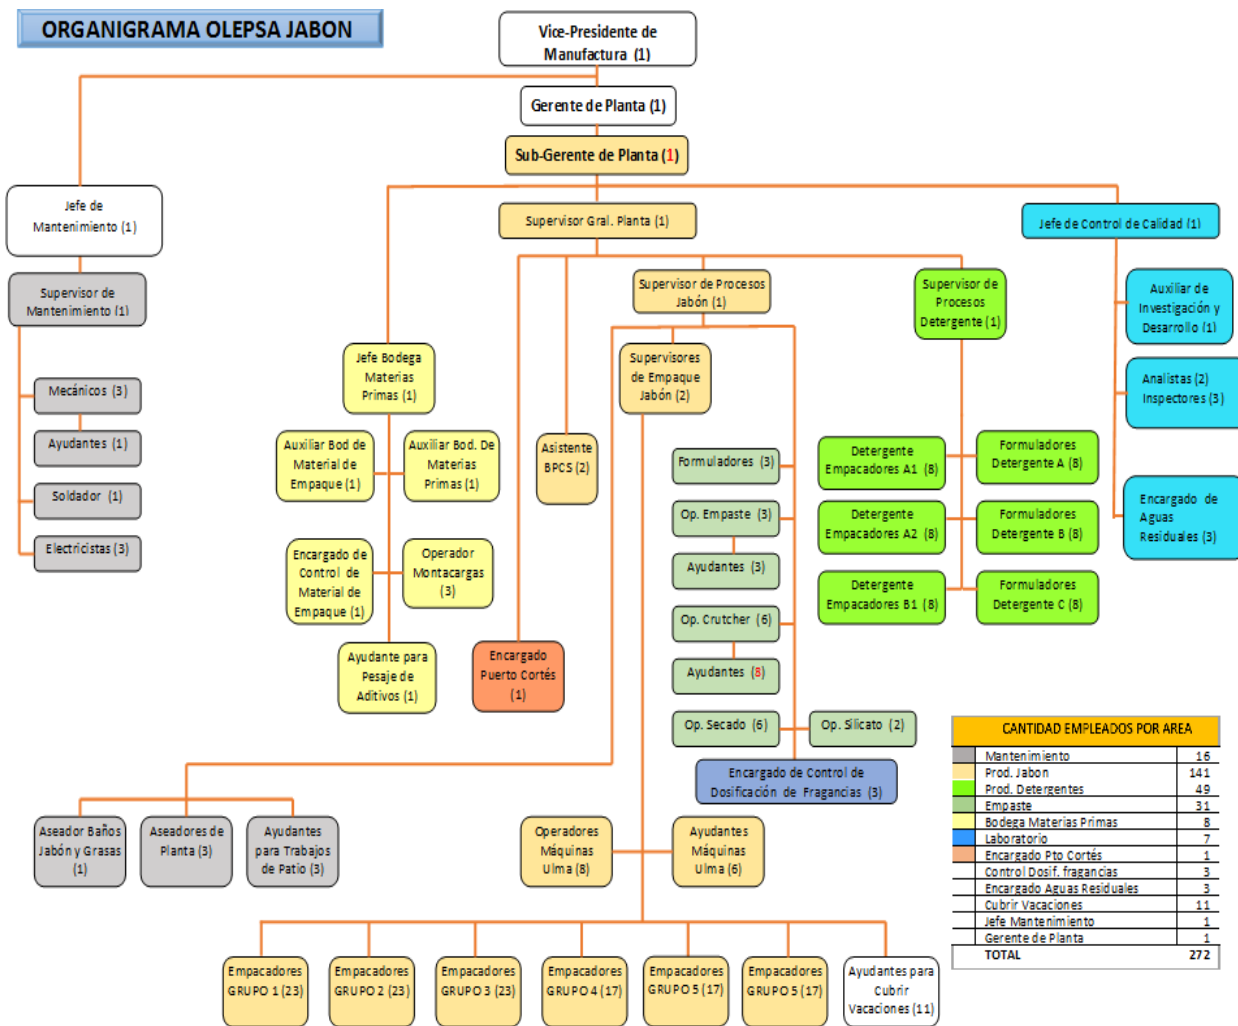 ORGANIGRAMA OLEPSA JABON
Vice-Presidente de
Manufactura (1)
Gerente de Planta (1)
Sub-Gerente de Planta (1)
Jefe de
Mantenimiento (1)
Supervisor Gral. Planta (1)
Jefe de Control de Calidad (1)
Supervisor de
Mantenimiento (1)
Supervisor de Procesos
Jabón (1)
Supervisor de
Procesos
Detergente (1)
Auxiliar de
Investigación y
Desarrollo (1)
Jefe Bodega
Materias
Primas (1)
Supervisores
de Empaque
Jabón (2)
Mecánicos (3)
Ayudantes (1)
Soldador (1)
Electricistas (3)
Analistas (2)
Inspectores (3)
Auxiliar Bod de
Material de
Empaque (1)
Auxiliar Bod. De
Materias
Primas (1)
Asistente
BPCS (2)
Formuladores (3)
Detergente
Empacadores A1 (8)
Formuladores
Detergente A (8)
Op. Empaste (3)
Detergente
Empacadores A2 (8)
Formuladores
Detergente B (8)
Encargado de
Aguas
Residuales (3)
Encargado de
Control de
Material de
Empaque (1)
Operador
Montacargas
(3)
Ayudantes (3)
Detergente
Empacadores B1 (8)
Formuladores
Detergente C (8)
Op. Crutcher (6)
Ayudante para
Pesaje de
Aditivos (1)
Encargado
Puerto Cortés
(1)
Ayudantes (8)
Op. Secado (6)
Op. Silicato (2)
Encargado de Control de
Dosificación de Fragancias (3)
Aseador Baños
Jabón y Grasas
(1)
Aseadores de
Planta (3)
Ayudantes
para Trabajos
de Patio (3)
Operadores
Máquinas
Ulma (8)
Ayudantes
Máquinas
Ulma (6)
Empacadores
GRUPO 1 (23)
Empacadores
GRUPO 2 (23)
Empacadores
GRUPO 3 (23)
Empacadores
GRUPO 4 (17)
Empacadores
GRUPO 5 (17)
Empacadores
GRUPO 5 (17)
Ayudantes para
Cubrir
Vacaciones (11)
CANTIDAD EMPLEADOS POR AREA
Mantenimiento 16
Prod. Jabon 141
Prod. Detergentes 49
Empaste 31
Bodega Materias Primas 8
Laboratorio 7
Encargado Pto Cortés 1
Control Dosif. fragancias 3
Encargado Aguas Residuales 3
Cubrir Vacaciones 11
Jefe Mantenimiento 1
Gerente de Planta 1
TOTAL 272